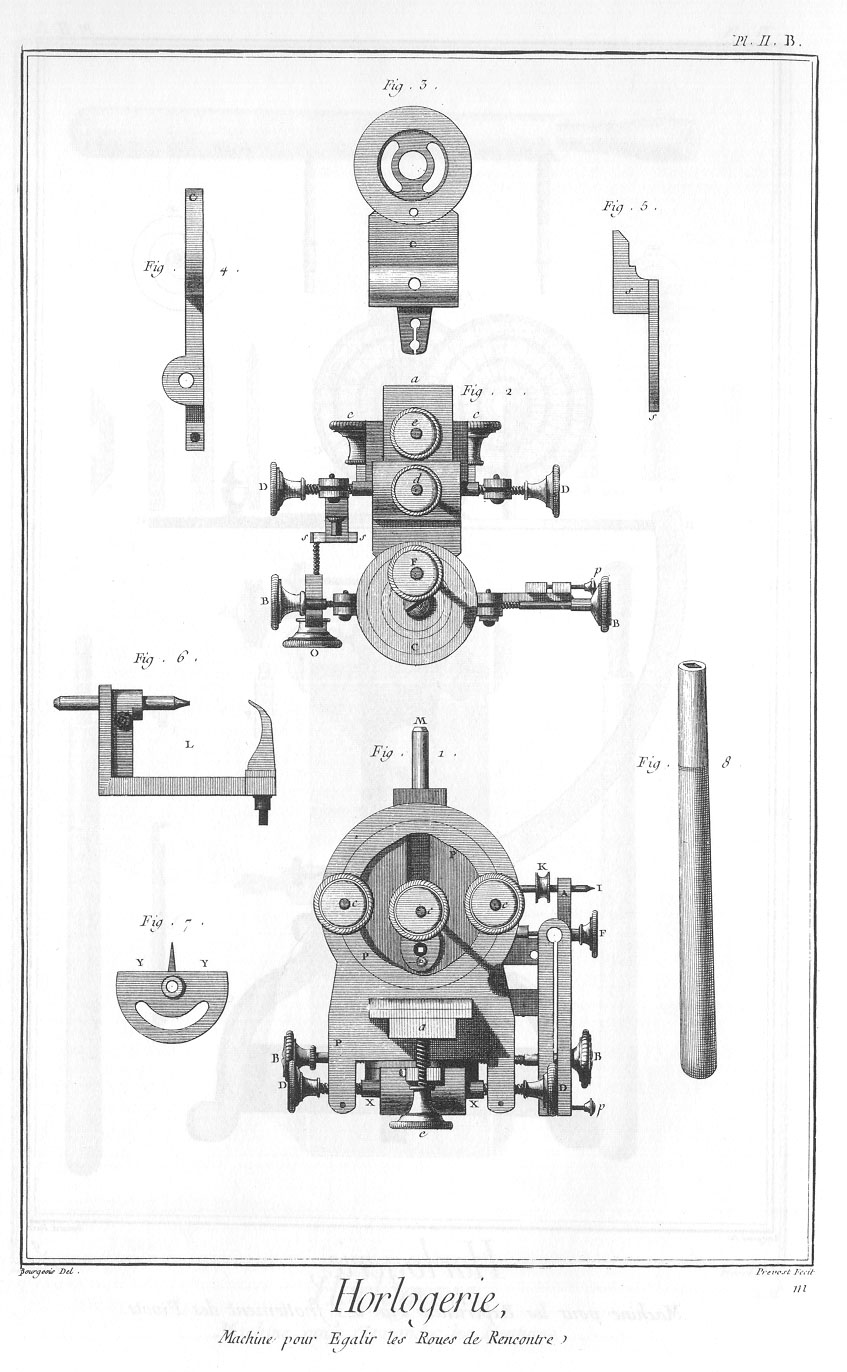 Pl. II. B.
Fig. 3.
Fig. 5.
s
s
Fig. 4.
a
Fig. 2.
c
c
e
D
d
D
s
s
F
p
B
B
O
C
Fig. 6.
L
M
Fig. 1.
Fig. 8
P
K
I
A
c
c
c
F
P
Fig. 7.
Y
Y
a
P
B
B
D
D
X
X
p
e
Bourgeois Del.
Prevost Fecit
m
Horlogerie,
Machine pour Egalir les Roues de Rencontre,